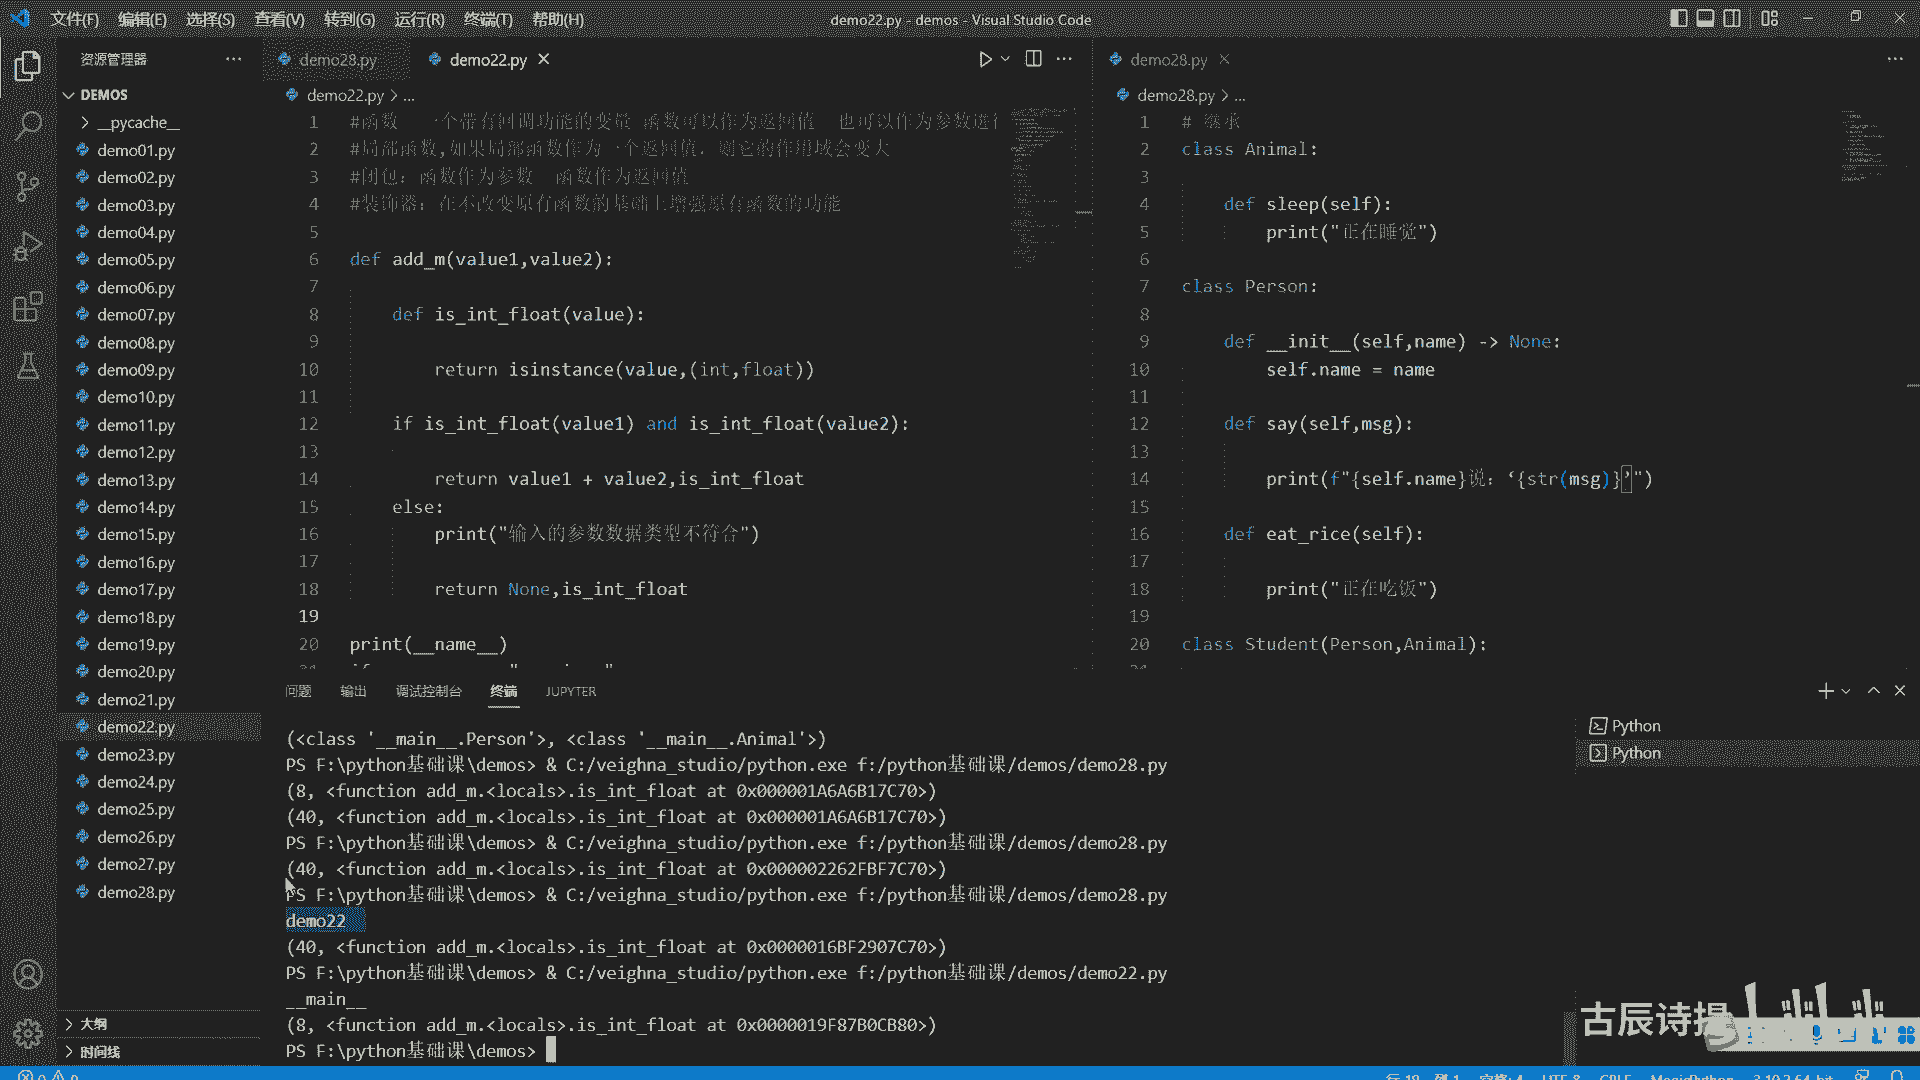 文件(F) 编辑(E) 选择(S) 查看(V) 转到(G) 运行(R) 终端(T) 帮助(H) demo22.py - demos - Visual Studio Code
资源管理器
DEMOS
__pycache__
demo01.py
demo02.py
demo03.py
demo04.py
demo05.py
demo06.py
demo07.py
demo08.py
demo09.py
demo10.py
demo11.py
demo12.py
demo13.py
demo14.py
demo15.py
demo16.py
demo17.py
demo18.py
demo19.py
demo20.py
demo21.py
demo22.py
demo23.py
demo24.py
demo25.py
demo26.py
demo27.py
demo28.py
大纲
时间线
demo28.py demo22.py
demo22.py > ...
1 #函数 一个带有回调功能的变量 函数可以作为返回值 也可以作为参数进行
2 #局部函数,如果局部函数作为一个返回值，则它的作用域会变大
3 #闭包：函数作为参数 函数作为返回值
4 #装饰器：在不改变原有函数的基础上增强原有函数的功能
5
6 def add_m(value1,value2):
7
8 def is_int_float(value):
9
10 return isinstance(value,(int,float))
11
12 if is_int_float(value1) and is_int_float(value2):
13
14 return value1 + value2,is_int_float
15 else:
16 print("输入的参数数据类型不符合")
17
18 return None,is_int_float
19
20 print(__name__)
demo28.py
demo28.py > ...
1 # 继承
2 class Animal:
3
4 def sleep(self):
5 print("正在睡觉")
6
7 class Person:
8
9 def __init__(self,name) -> None:
10 self.name = name
11
12 def say(self,msg):
13
14 print(f"{self.name}说：‘{str(msg)}’")
15
16 def eat_rice(self):
17
18 print("正在吃饭")
19
20 class Student(Person,Animal):
问题 输出 调试控制台 终端 JUPYTER
(<class '__main__.Person'>, <class '__main__.Animal'>)
PS F:\python基础课\demos> & C:/veighna_studio/python.exe f:/python基础课/demos/demo28.py
(8, <function add_m.<locals>.is_int_float at 0x000001A6A6B17C70>)
(40, <function add_m.<locals>.is_int_float at 0x000001A6A6B17C70>)
PS F:\python基础课\demos> & C:/veighna_studio/python.exe f:/python基础课/demos/demo28.py
(40, <function add_m.<locals>.is_int_float at 0x000002262FBF7C70>)
PS F:\python基础课\demos> & C:/veighna_studio/python.exe f:/python基础课/demos/demo28.py
demo22
(40, <function add_m.<locals>.is_int_float at 0x0000016BF2907C70>)
PS F:\python基础课\demos> & C:/veighna_studio/python.exe f:/python基础课/demos/demo22.py
__main__
(8, <function add_m.<locals>.is_int_float at 0x0000019F87B0CB80>)
PS F:\python基础课\demos>
Python
Python
古辰诗